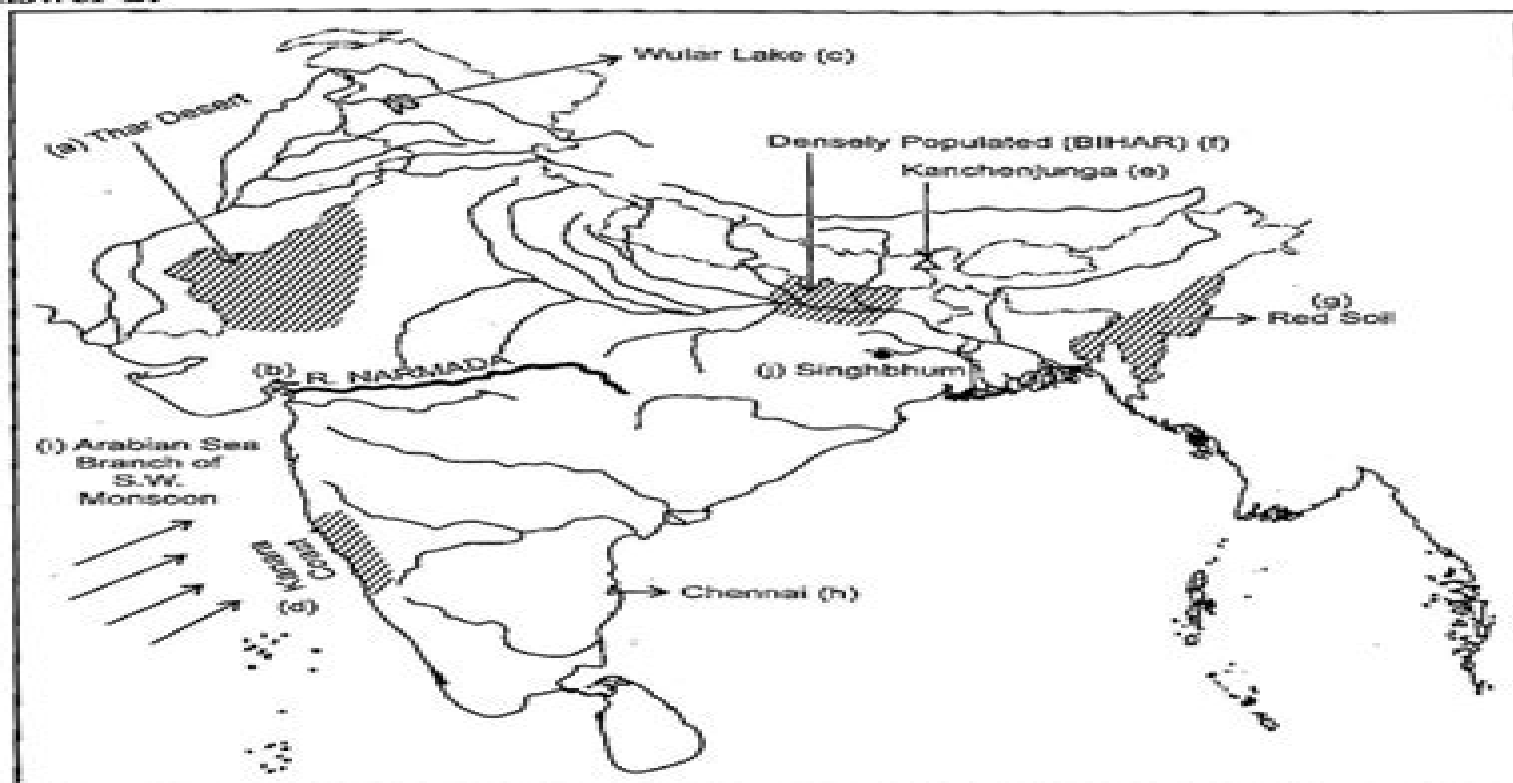 Wular Lake (c)
(a) Thar Desert
Densely Populated (BIHAR) (f)
Kanchenjunga (e)
(g)
Red Soil
(b)
R. NARMADA
(j) Singhbhum
(i) Arabian Sea
Branch of
S.W.
Monsoon
Coast
(d)
Chennai (h)